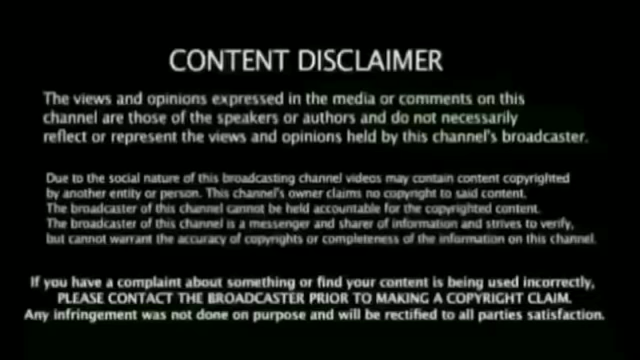 CONTENT DISCLAIMER
The views and opinions expressed in the media or comments on this
channel are those of the speakers or authors and do not necessarily
reflect or represent the views and opinions held by this channel's broadcaster.
Due to the social nature of this broadcasting channel videos may contain content copyrighted
by another entity or person. This channel's owner claims no copyright to said content.
The broadcaster of this channel cannot be held accountable for the copyrighted content.
The broadcaster of this channel is a messenger and sharer of information and strives to verify,
but cannot warrant the accuracy of copyrights or completeness of the information on this channel.
If you have a complaint about something or find your content is being used incorrectly,
PLEASE CONTACT THE BROADCASTER PRIOR TO MAKING A COPYRIGHT CLAIM.
Any infringement was not done on purpose and will be rectified to all parties satisfaction.